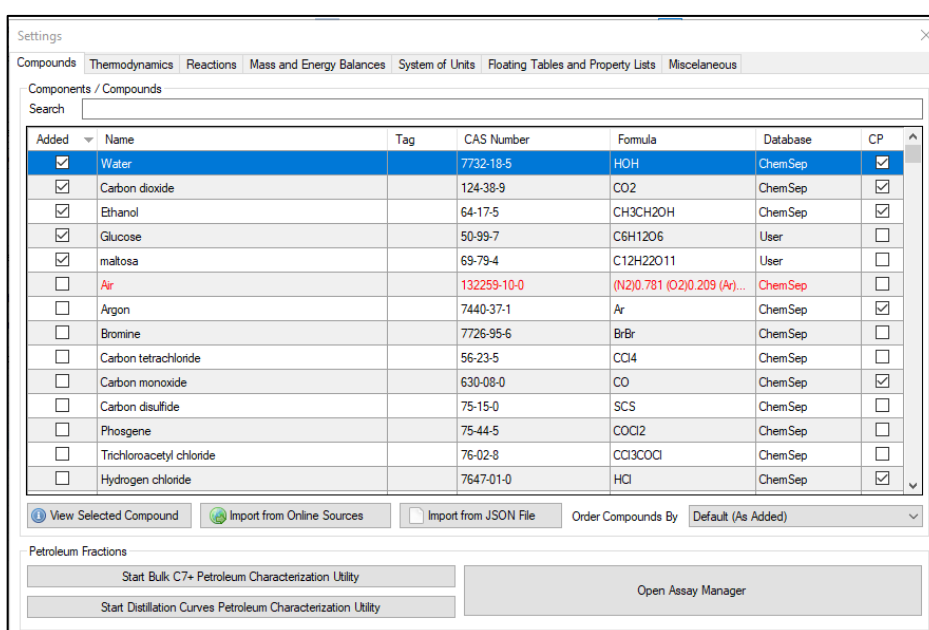 Settings
Compounds Thermodynamics Reactions Mass and Energy Balances System of Units Floating Tables and Property Lists Miscelaneous
Components / Compounds
Search
Added Name Tag CAS Number Formula Database CP
Water 7732-18-5 HOH ChemSep
Carbon dioxide 124-38-9 CO2 ChemSep
Ethanol 64-17-5 CH3CH2OH ChemSep
Glucose 50-99-7 C6H12O6 User
maltosa 69-79-4 C12H22O11 User
Air 132259-10-0 (N2)0.781 (O2)0.209 (Ar)... ChemSep
Argon 7440-37-1 Ar ChemSep
Bromine 7726-95-6 BrBr ChemSep
Carbon tetrachloride 56-23-5 CCl4 ChemSep
Carbon monoxide 630-08-0 CO ChemSep
Carbon disulfide 75-15-0 SCS ChemSep
Phosgene 75-44-5 COCl2 ChemSep
Trichloroacetyl chloride 76-02-8 CCl3COCl ChemSep
Hydrogen chloride 7647-01-0 HCl ChemSep
View Selected Compound Import from Online Sources Import from JSON File Order Compounds By Default (As Added)
Petroleum Fractions
Start Bulk C7+ Petroleum Characterization Utility
Open Assay Manager
Start Distillation Curves Petroleum Characterization Utility